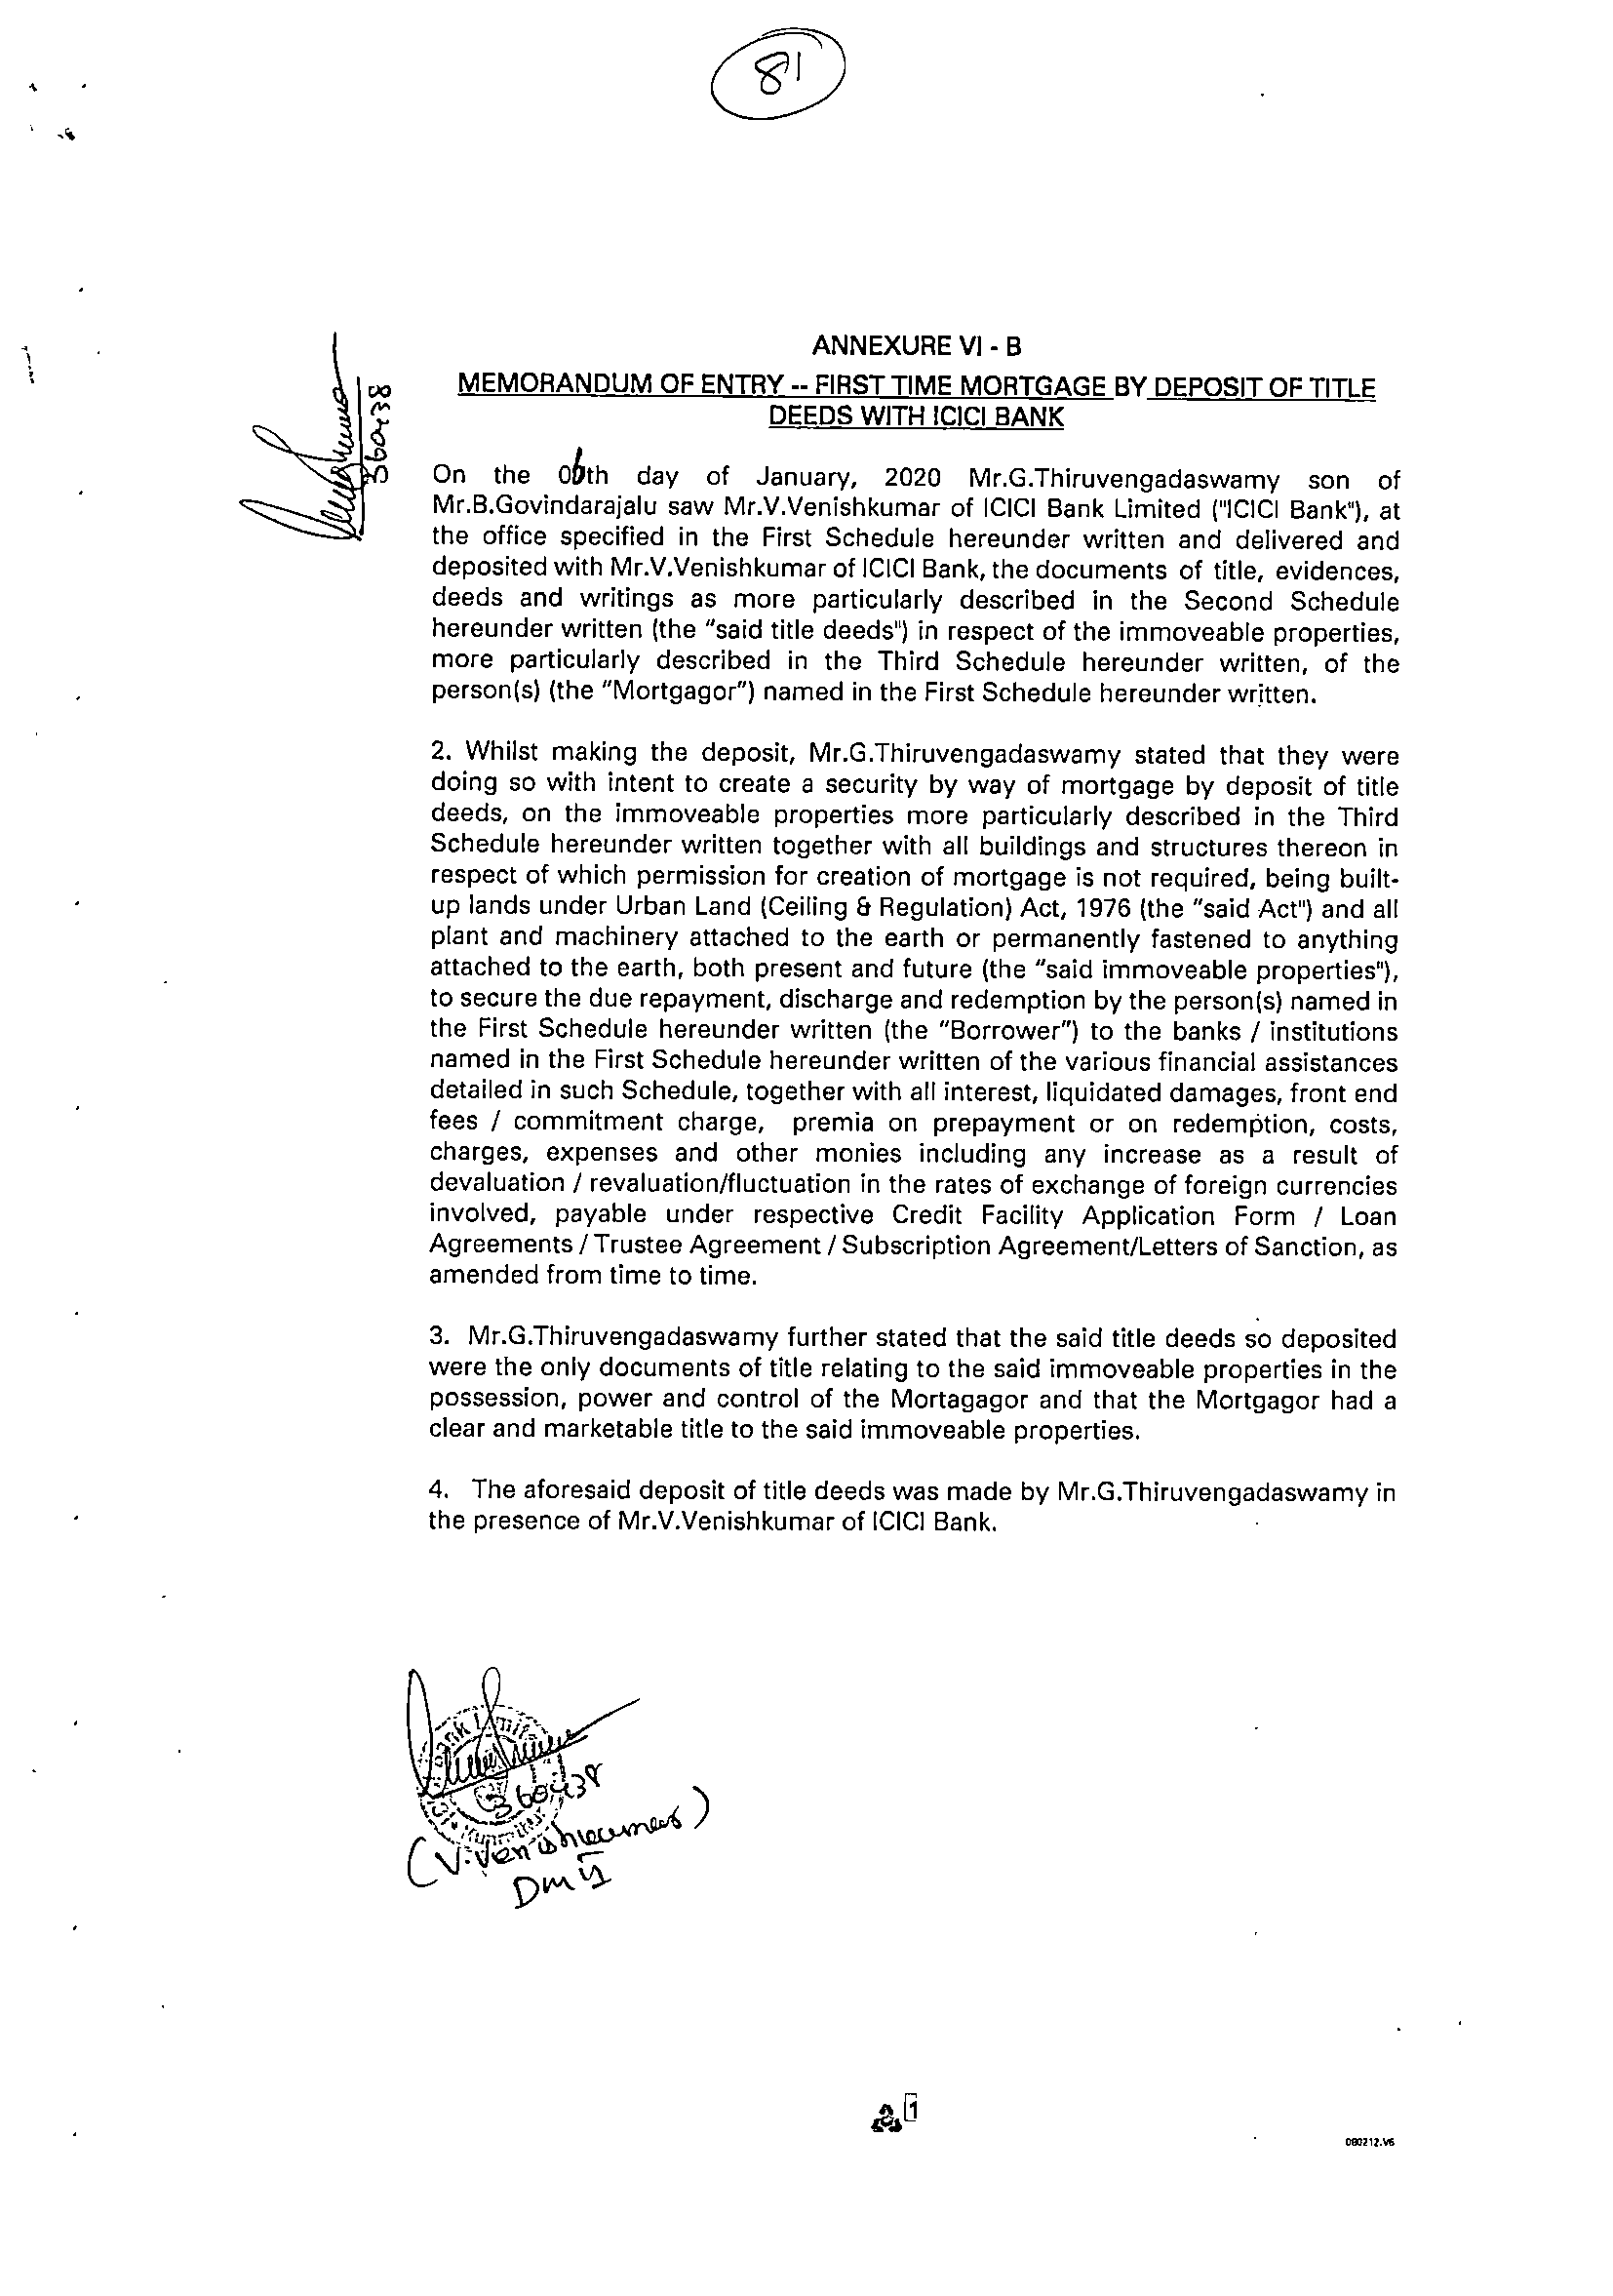 81
360438
ANNEXURE VI - B
MEMORANDUM OF ENTRY -- FIRST TIME MORTGAGE BY DEPOSIT OF TITLE
DEEDS WITH ICICI BANK
On the 06th day of January, 2020 Mr.G.Thiruvengadaswamy son of
Mr.B.Govindarajalu saw Mr.V.Venishkumar of ICICI Bank Limited ("ICICI Bank"), at
the office specified in the First Schedule hereunder written and delivered and
deposited with Mr.V.Venishkumar of ICICI Bank, the documents of title, evidences,
deeds and writings as more particularly described in the Second Schedule
hereunder written (the "said title deeds") in respect of the immoveable properties,
more particularly described in the Third Schedule hereunder written, of the
person(s) (the "Mortgagor") named in the First Schedule hereunder written.
2. Whilst making the deposit, Mr.G.Thiruvengadaswamy stated that they were
doing so with intent to create a security by way of mortgage by deposit of title
deeds, on the immoveable properties more particularly described in the Third
Schedule hereunder written together with all buildings and structures thereon in
respect of which permission for creation of mortgage is not required, being built-
up lands under Urban Land (Ceiling & Regulation) Act, 1976 (the "said Act") and all
plant and machinery attached to the earth or permanently fastened to anything
attached to the earth, both present and future (the "said immoveable properties"),
to secure the due repayment, discharge and redemption by the person(s) named in
the First Schedule hereunder written (the "Borrower") to the banks / institutions
named in the First Schedule hereunder written of the various financial assistances
detailed in such Schedule, together with all interest, liquidated damages, front end
fees / commitment charge, premia on prepayment or on redemption, costs,
charges, expenses and other monies including any increase as a result of
devaluation / revaluation/fluctuation in the rates of exchange of foreign currencies
involved, payable under respective Credit Facility Application Form / Loan
Agreements / Trustee Agreement / Subscription Agreement/Letters of Sanction, as
amended from time to time.
3. Mr.G.Thiruvengadaswamy further stated that the said title deeds so deposited
were the only documents of title relating to the said immoveable properties in the
possession, power and control of the Mortagagor and that the Mortgagor had a
clear and marketable title to the said immoveable properties.
4. The aforesaid deposit of title deeds was made by Mr.G.Thiruvengadaswamy in
the presence of Mr.V.Venishkumar of ICICI Bank.
360438
(V.Venishkumar)
DM II
1
080212.V6